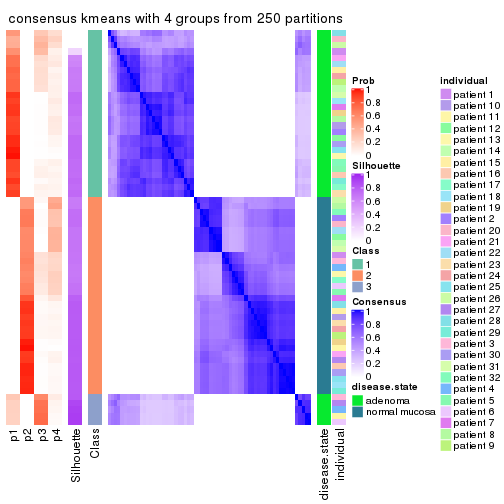 consensus kmeans with 4 groups from 250 partitions
p1
p2
p3
p4
Silhouette
Class
disease.state
individual
Prob
1
0.8
0.6
0.4
0.2
0
Silhouette
1
0.8
0.6
0.4
0.2
0
Class
1
2
3
Consensus
1
0.8
0.6
0.4
0.2
0
disease.state
adenoma
normal mucosa
individual
patient 1
patient 10
patient 11
patient 12
patient 13
patient 14
patient 15
patient 16
patient 17
patient 18
patient 19
patient 2
patient 20
patient 21
patient 22
patient 23
patient 24
patient 25
patient 26
patient 27
patient 28
patient 29
patient 3
patient 30
patient 31
patient 32
patient 4
patient 5
patient 6
patient 7
patient 8
patient 9